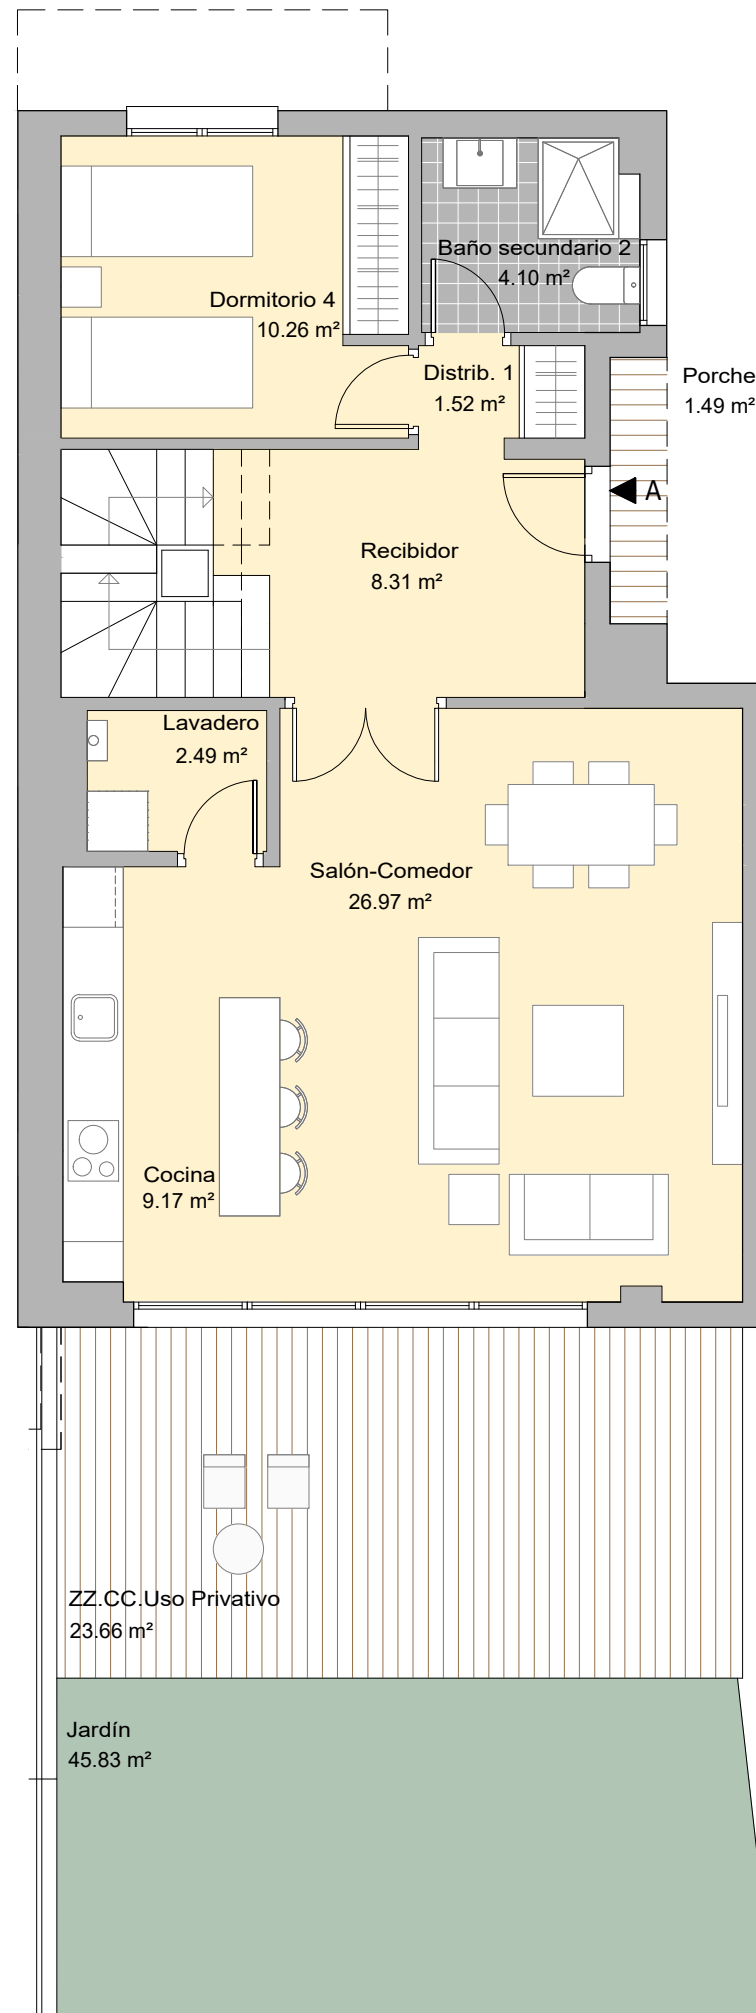 Baño secundario 2
4.10 m²
Dormitorio 4
10.26 m²
Distrib. 1
1.52 m²
Porche
1.49 m²
A
Recibidor
8.31 m²
Lavadero
2.49 m²
Salón-Comedor
26.97 m²
Cocina
9.17 m²
ZZ.CC.Uso Privativo
23.66 m²
Jardín
45.83 m²